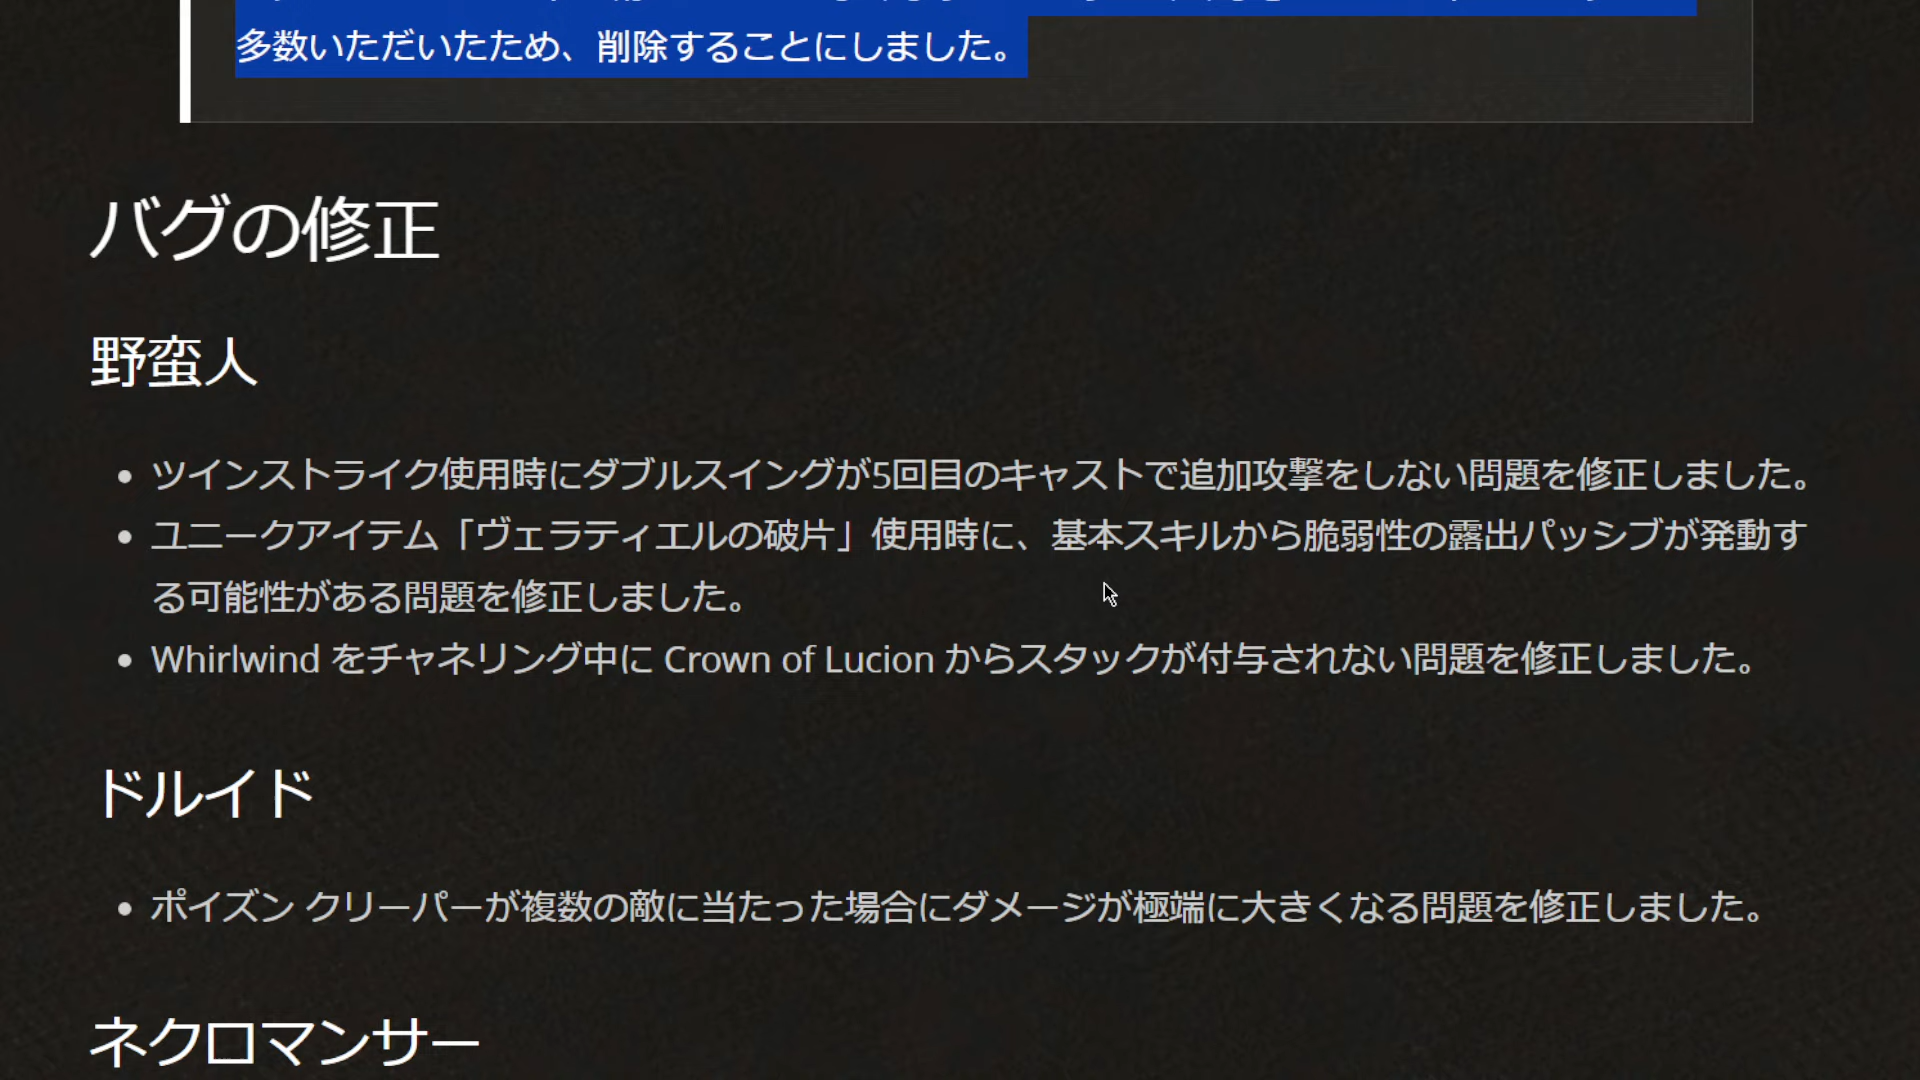 多数いただいたため、削除することにしました。
バグの修正
野蛮人
• ツインストライク使用時にダブルスイングが5回目のキャストで追加攻撃をしない問題を修正しました。
• ユニークアイテム「ヴェラティエルの破片」使用時に、基本スキルから脆弱性の露出パッシブが発動す
る可能性がある問題を修正しました。
• Whirlwind をチャネリング中に Crown of Lucion からスタックが付与されない問題を修正しました。
ドルイド
• ポイズン クリーパーが複数の敵に当たった場合にダメージが極端に大きくなる問題を修正しました。
ネクロマンサー